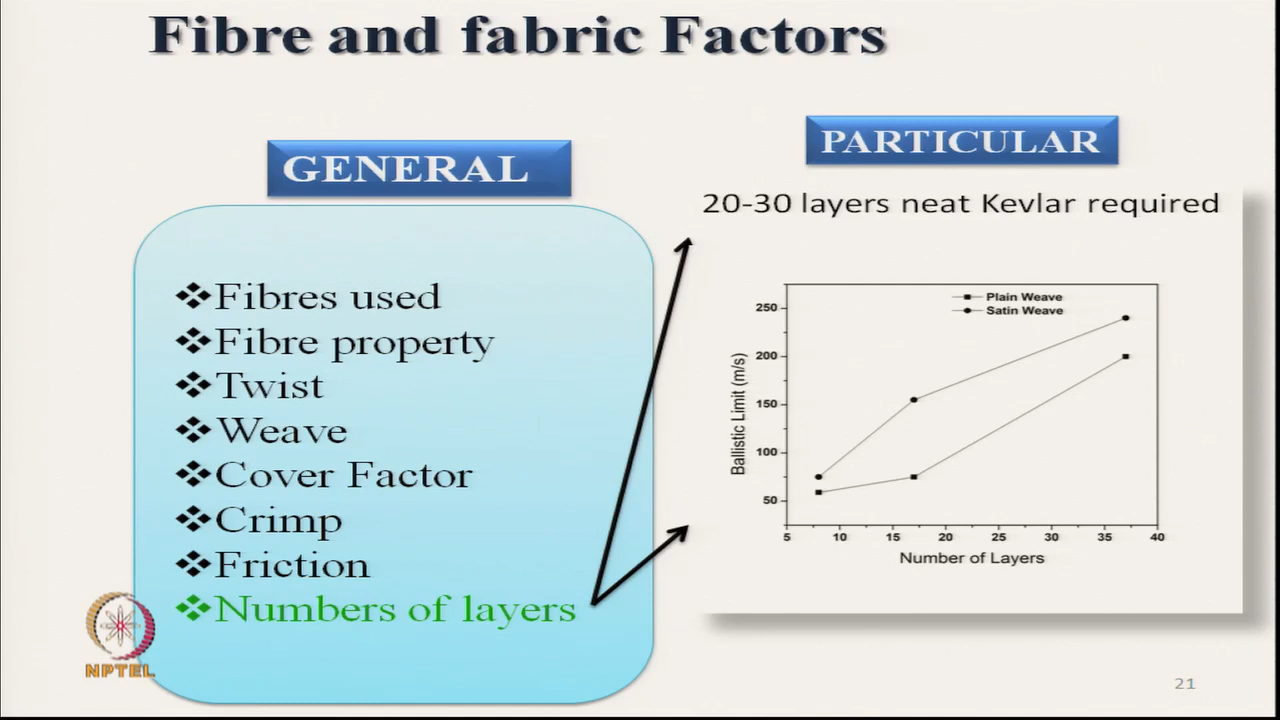 Fibre and fabric Factors
GENERAL
Fibres used
Fibre property
Twist
Weave
Cover Factor
Crimp
Friction
Numbers of layers
PARTICULAR
20-30 layers neat Kevlar required
Plain Weave
Satin Weave
250
200
150
100
50
Ballistic Limit (m/s)
5 10 15 20 25 30 35 40
Number of Layers
NPTEL
21